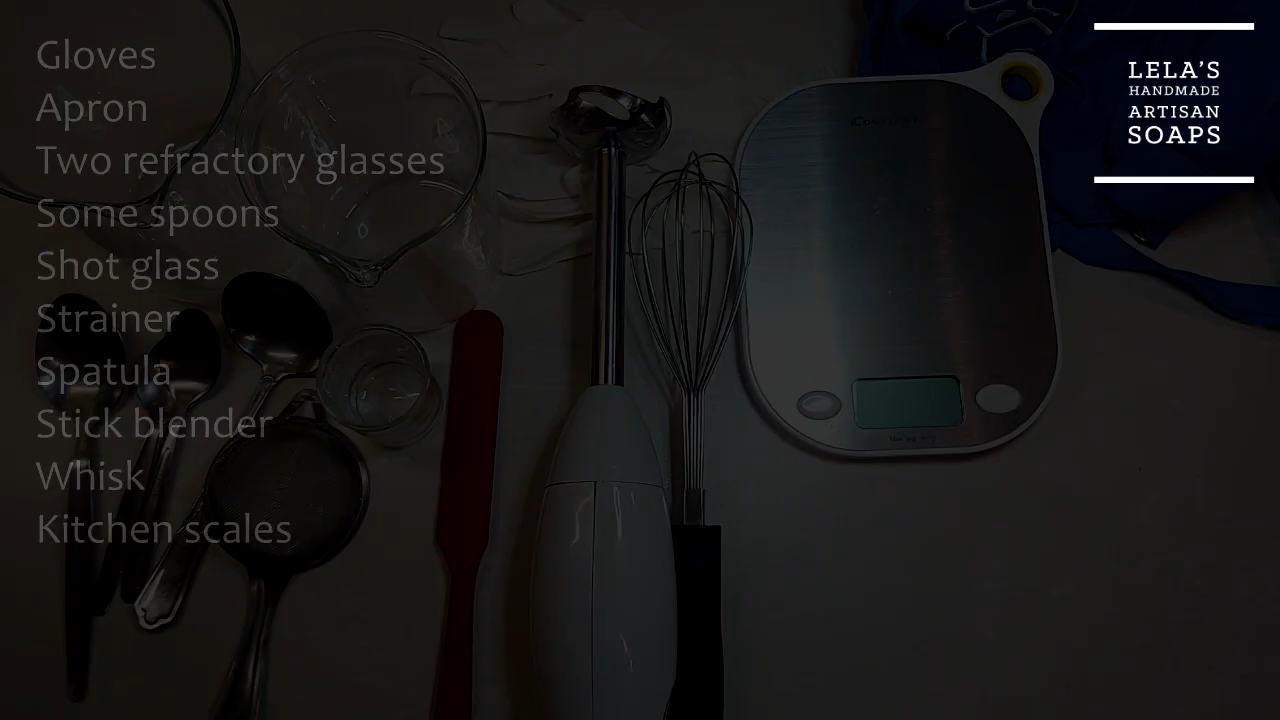 Gloves
Apron
Two refractory glasses
Some spoons
Shot glass
Strainer
Spatula
Stick blender
Whisk
Kitchen scales
LELA'S
HANDMADE
ARTISAN
SOAPS